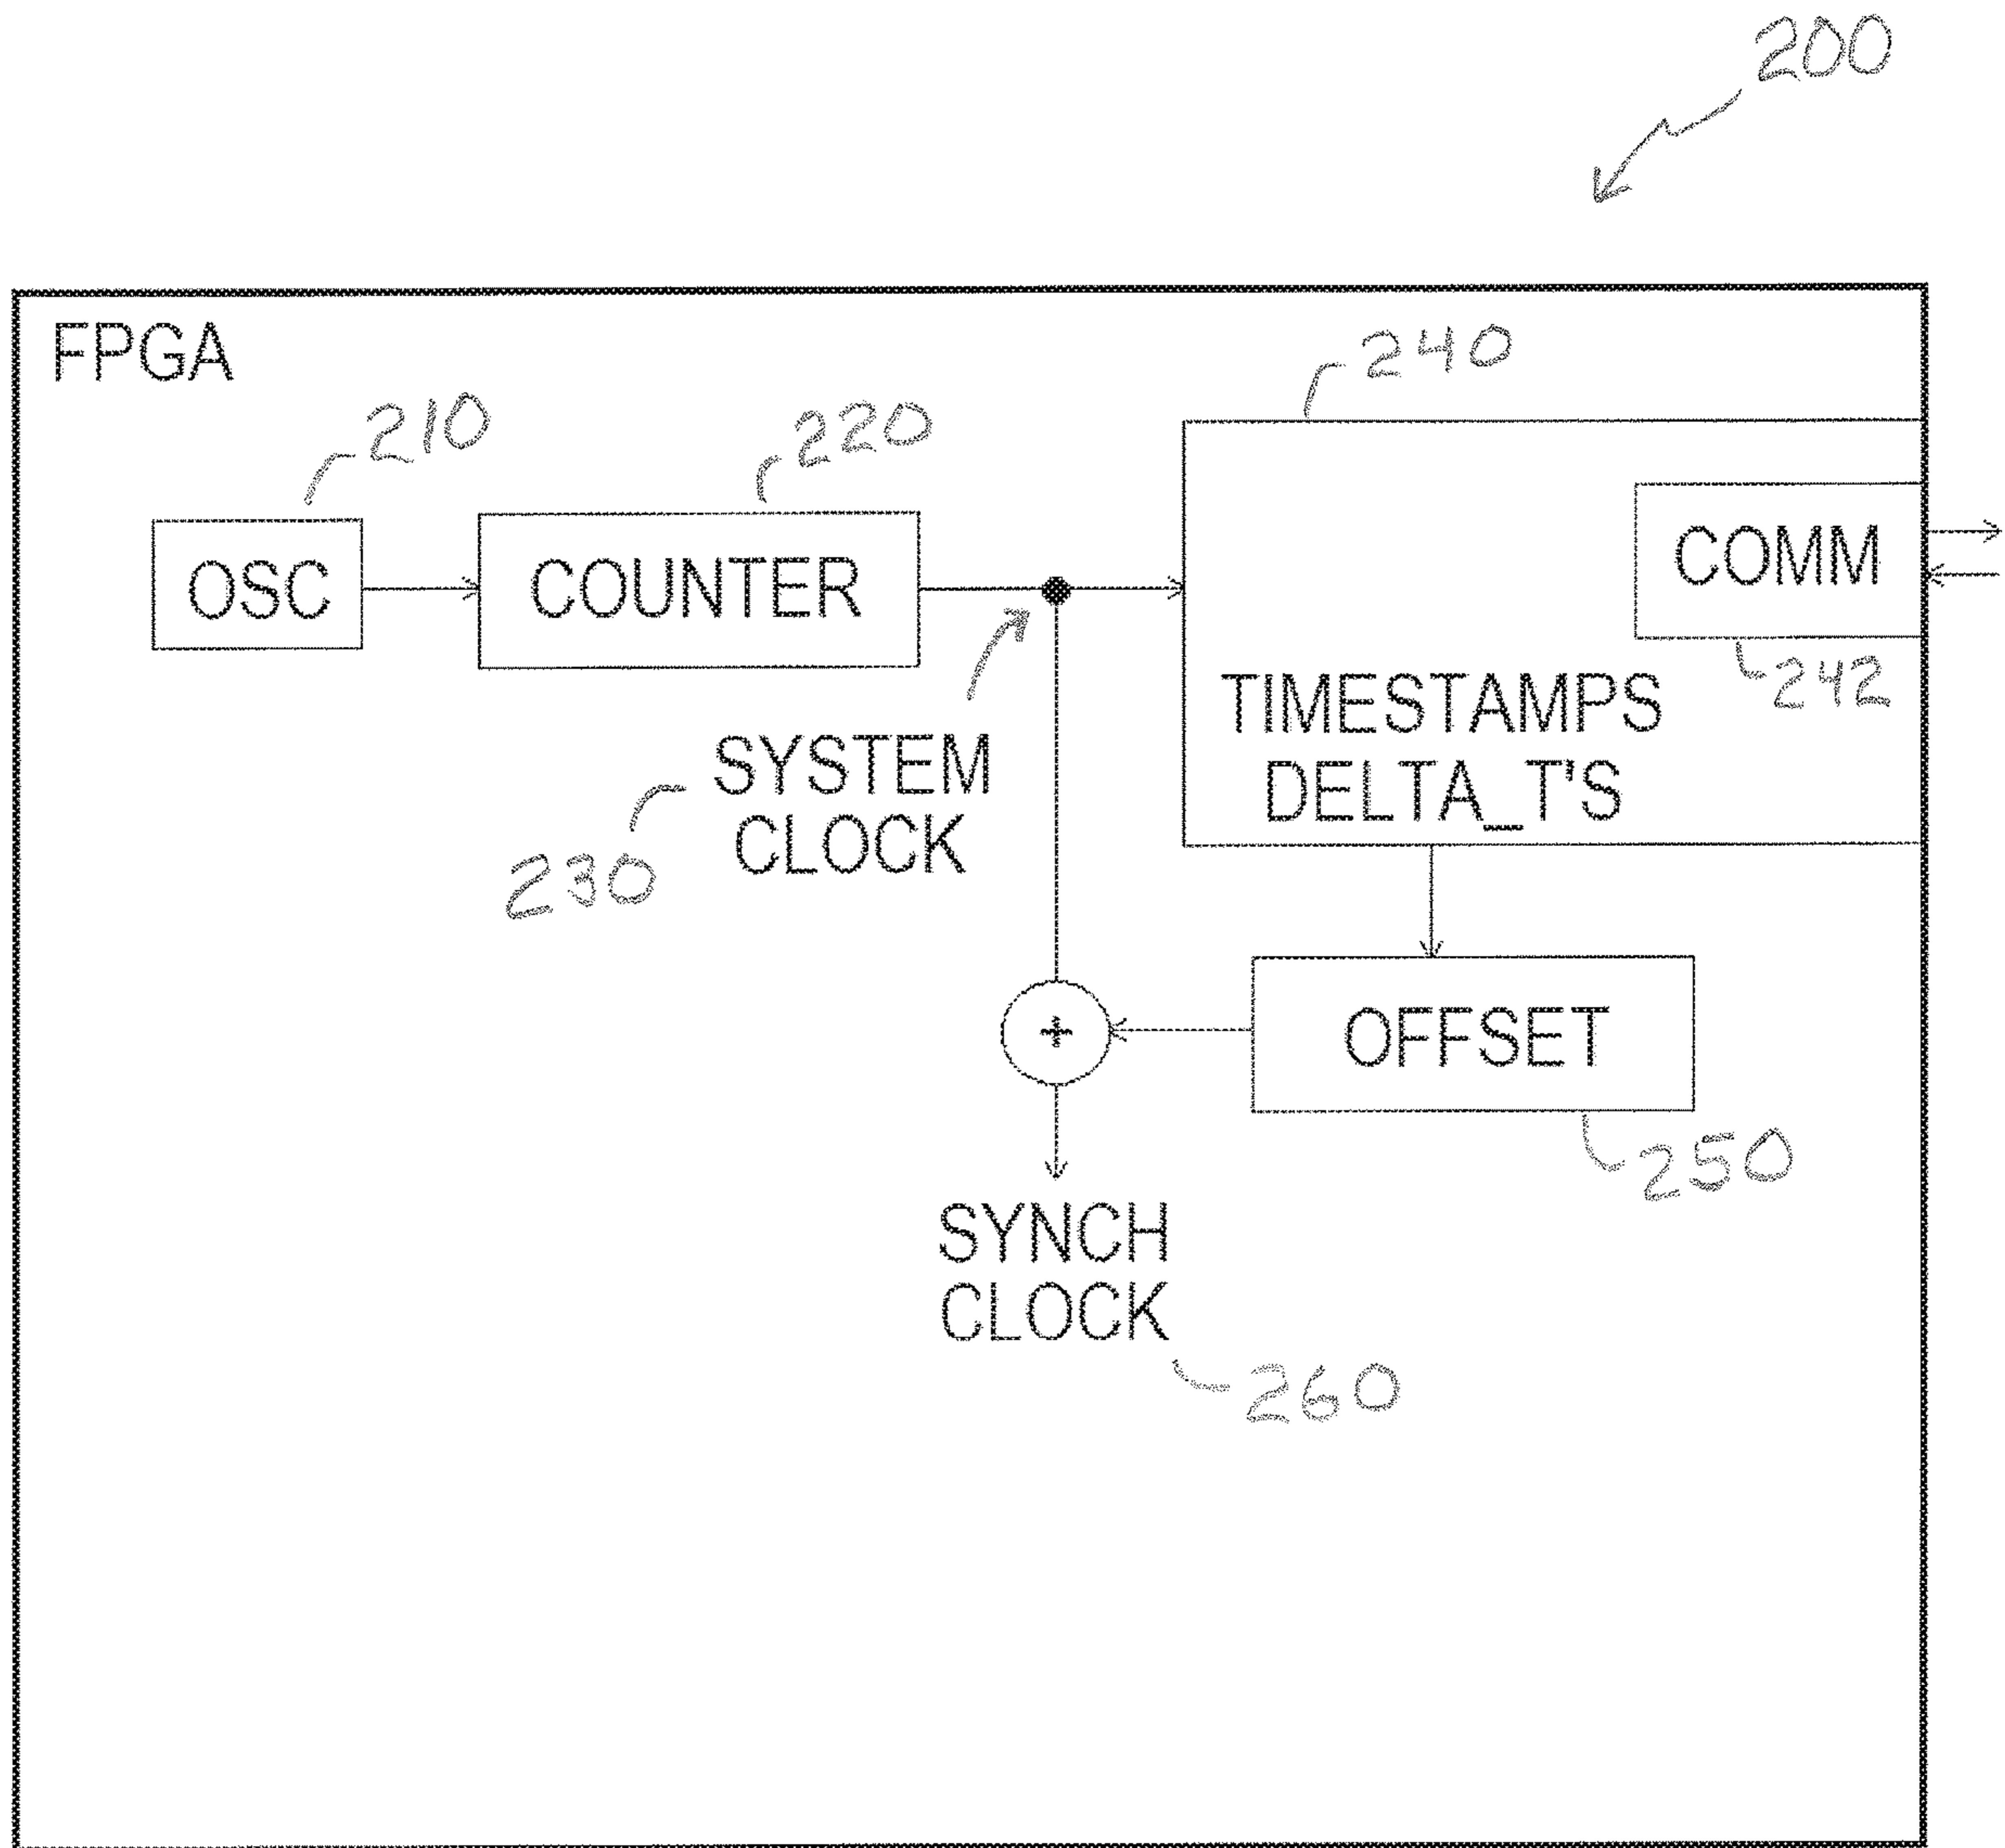 200
FPGA
240
210
220
OSC
COUNTER
COMM
242
TIMESTAMPS
DELTA_T'S
SYSTEM
CLOCK
230
+
OFFSET
250
SYNCH
CLOCK
260